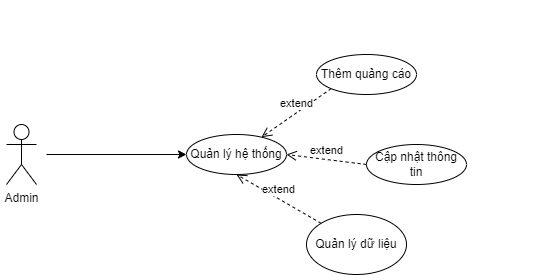 Thêm quảng cáo
extend
Quản lý hệ thống
extend
Cập nhật thông
tin
Admin
extend
Quản lý dữ liệu